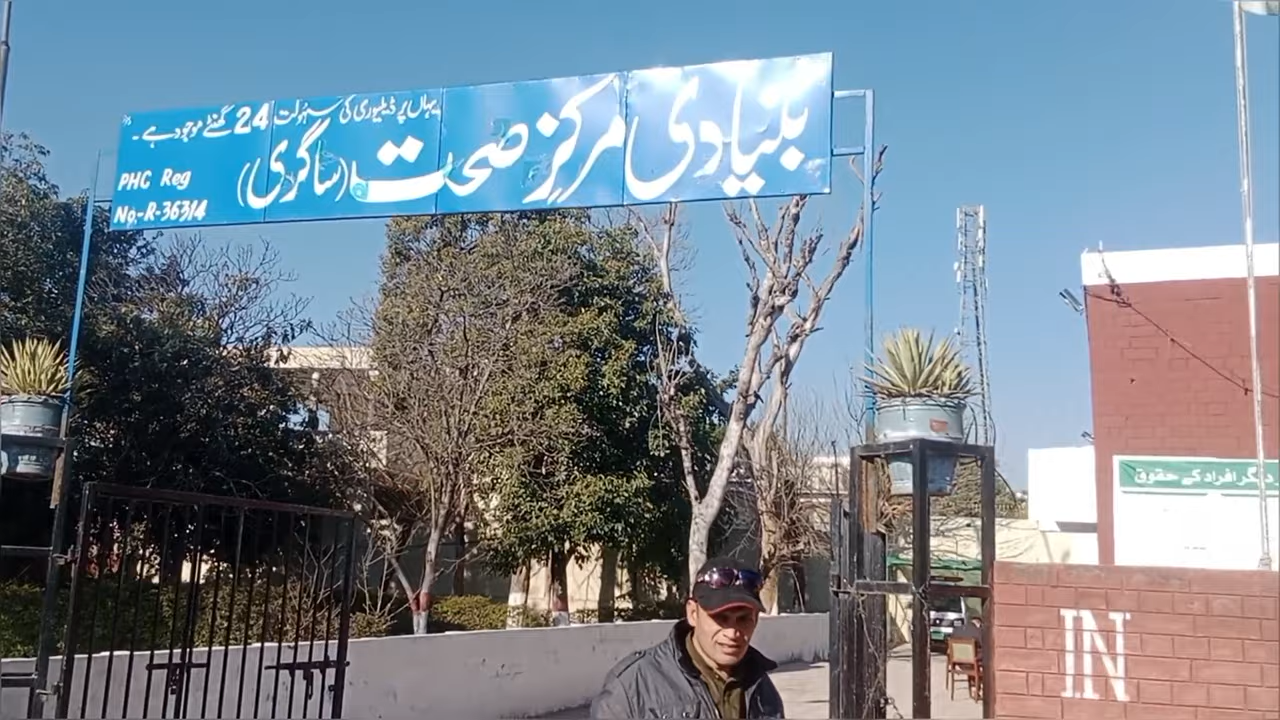 یہاں پر ڈیلیوری کی سہولت 24 گھنٹے موجود ہے۔
بنیادی مرکز صحت (ساگری)
PHC Reg
No.-R-36314
دیگر افراد کے حقوق
IN